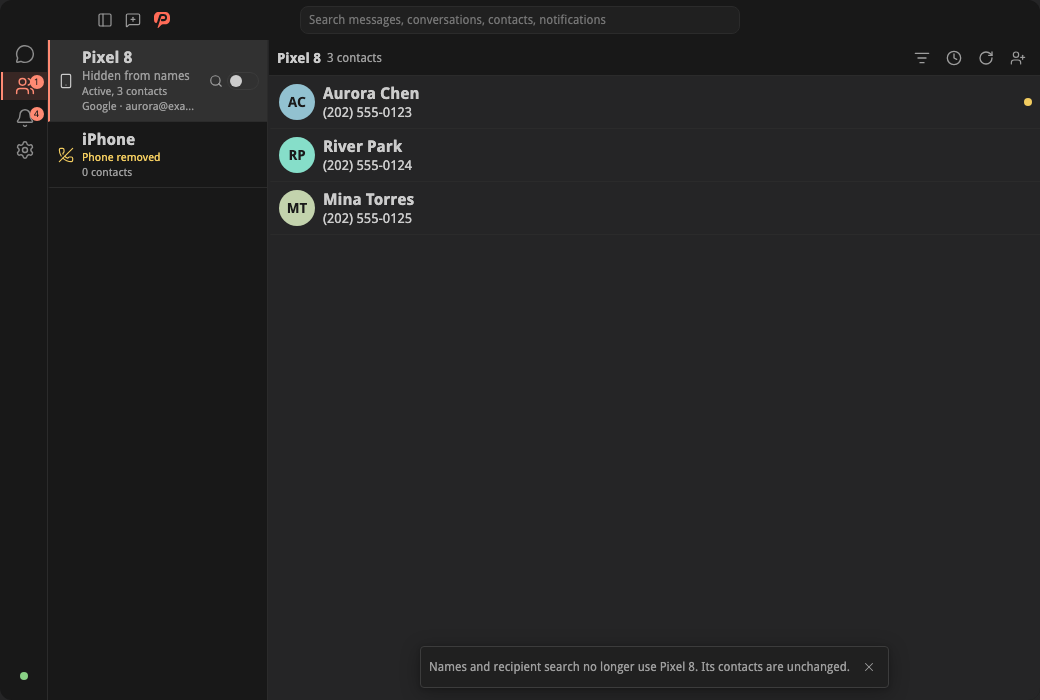 Search messages, conversations, contacts, notifications
Pixel 8
Hidden from names
Active, 3 contacts
Google · aurora@exa...
iPhone
Phone removed
0 contacts
1
4
Pixel 8 3 contacts
AC
Aurora Chen
(202) 555-0123
RP
River Park
(202) 555-0124
MT
Mina Torres
(202) 555-0125
Names and recipient search no longer use Pixel 8. Its contacts are unchanged.